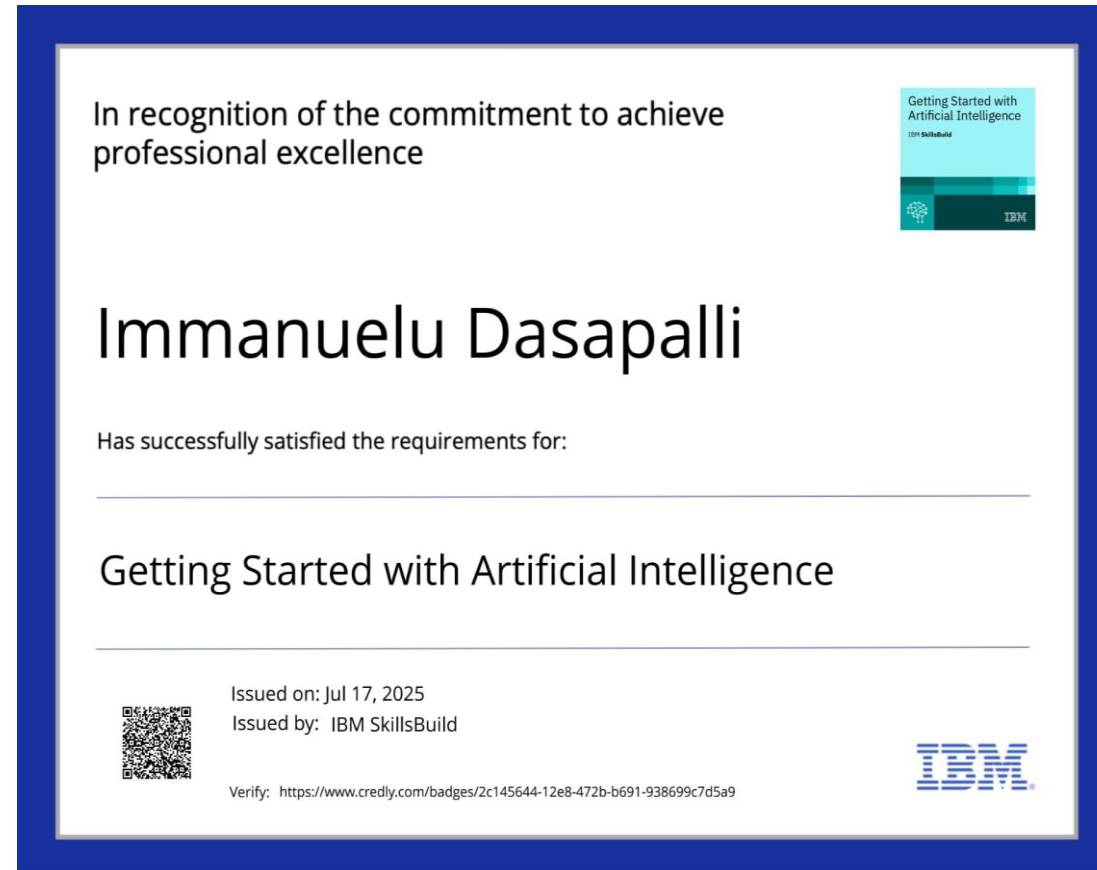 In recognition of the commitment to achieve
professional excellence
Getting Started with
Artificial Intelligence
IBM SkillsBuild
IBM
Immanuelu Dasapalli
Has successfully satisfied the requirements for:
Getting Started with Artificial Intelligence
Issued on: Jul 17, 2025
Issued by: IBM SkillsBuild
Verify: https://www.credly.com/badges/2c145644-12e8-472b-b691-938699c7d5a9
IBM.